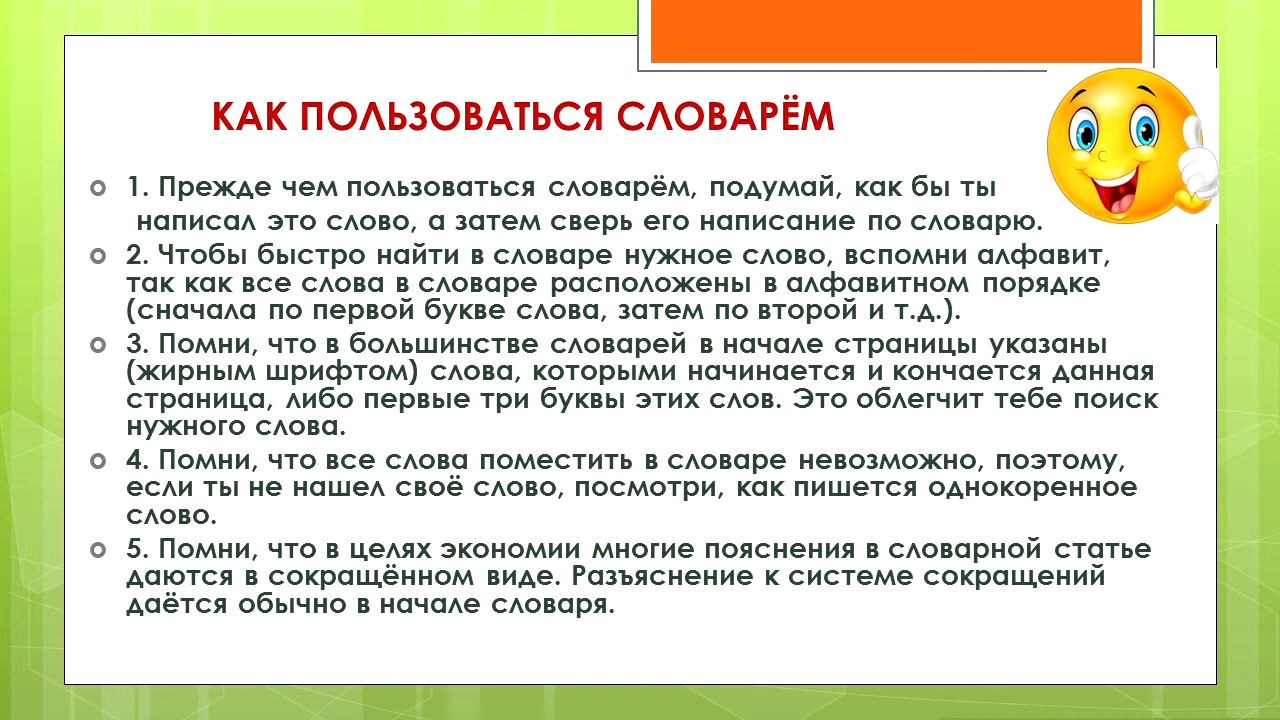 КАК ПОЛЬЗОВАТЬСЯ СЛОВАРЁМ
1. Прежде чем пользоваться словарём, подумай, как бы ты
написал это слово, а затем сверь его написание по словарю.
2. Чтобы быстро найти в словаре нужное слово, вспомни алфавит,
так как все слова в словаре расположены в алфавитном порядке
(сначала по первой букве слова, затем по второй и т.д.).
3. Помни, что в большинстве словарей в начале страницы указаны
(жирным шрифтом) слова, которыми начинается и кончается данная
страница, либо первые три буквы этих слов. Это облегчит тебе поиск
нужного слова.
4. Помни, что все слова поместить в словаре невозможно, поэтому,
если ты не нашел своё слово, посмотри, как пишется однокоренное
слово.
5. Помни, что в целях экономии многие пояснения в словарной статье
даются в сокращённом виде. Разъяснение к системе сокращений
даётся обычно в начале словаря.